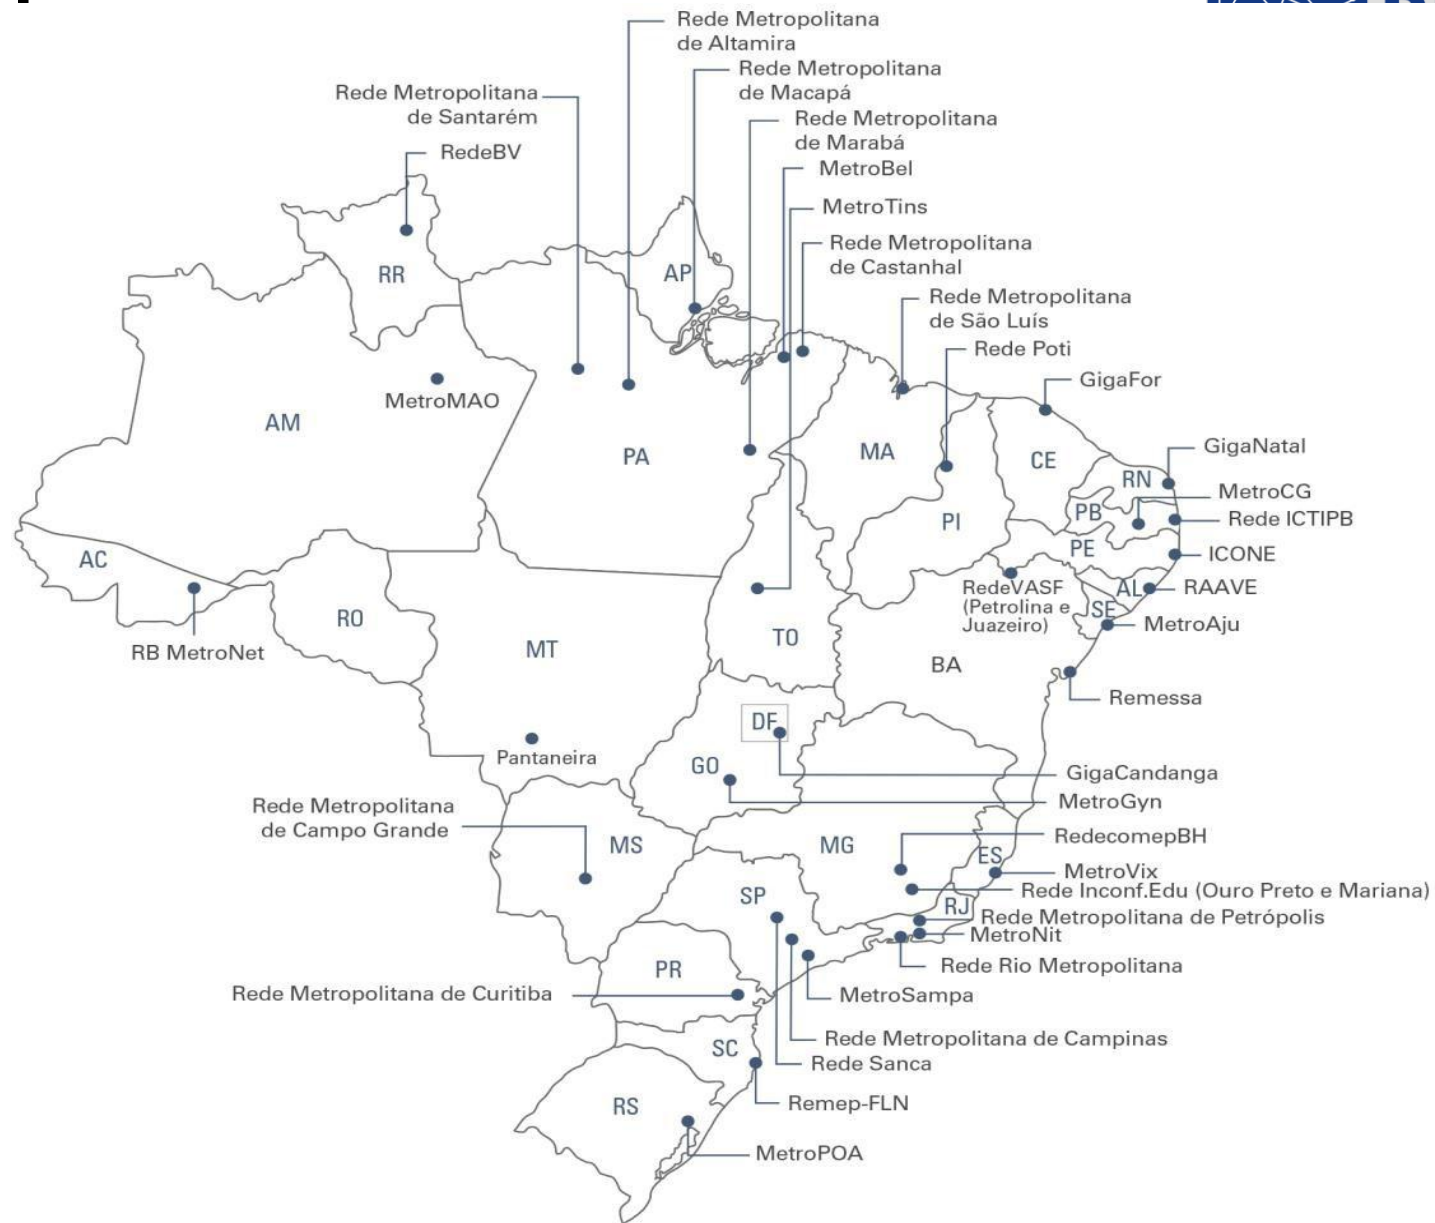 Rede Metropolitana
de Altamira
Rede Metropolitana
de Macapá
Rede Metropolitana
de Santarém
Rede Metropolitana
de Marabá
RedeBV
MetroBel
MetroTins
Rede Metropolitana
de Castanhal
RR
AP
Rede Metropolitana
de São Luís
Rede Poti
GigaFor
MetroMAO
AM
PA
MA
CE
GigaNatal
RN
MetroCG
PB
Rede ICTIPB
PI
PE
ICONE
AC
RedeVASF
(Petrolina e
Juazeiro)
AL
RAAVE
SE
MetroAju
RO
RB MetroNet
MT
TO
BA
Remessa
DF
Pantaneira
GO
GigaCandanga
MetroGyn
Rede Metropolitana
de Campo Grande
MS
MG
RedecomepBH
ES
MetroVix
Rede Inconf.Edu (Ouro Preto e Mariana)
SP
RJ
Rede Metropolitana de Petrópolis
MetroNit
PR
Rede Rio Metropolitana
Rede Metropolitana de Curitiba
MetroSampa
Rede Metropolitana de Campinas
SC
Rede Sanca
RS
Remep-FLN
MetroPOA